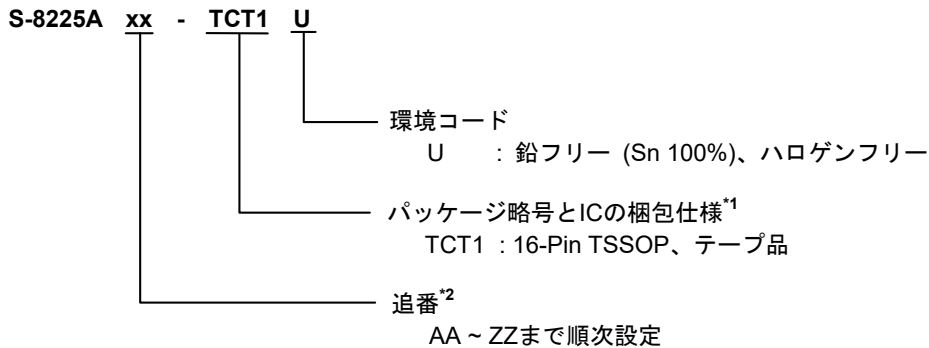 S-8225A xx - TCT1 U
環境コード
U : 鉛フリー (Sn 100%)、ハロゲンフリー
パッケージ略号とICの梱包仕様*1
TCT1 : 16-Pin TSSOP、テープ品
追番*2
AA ~ ZZまで順次設定